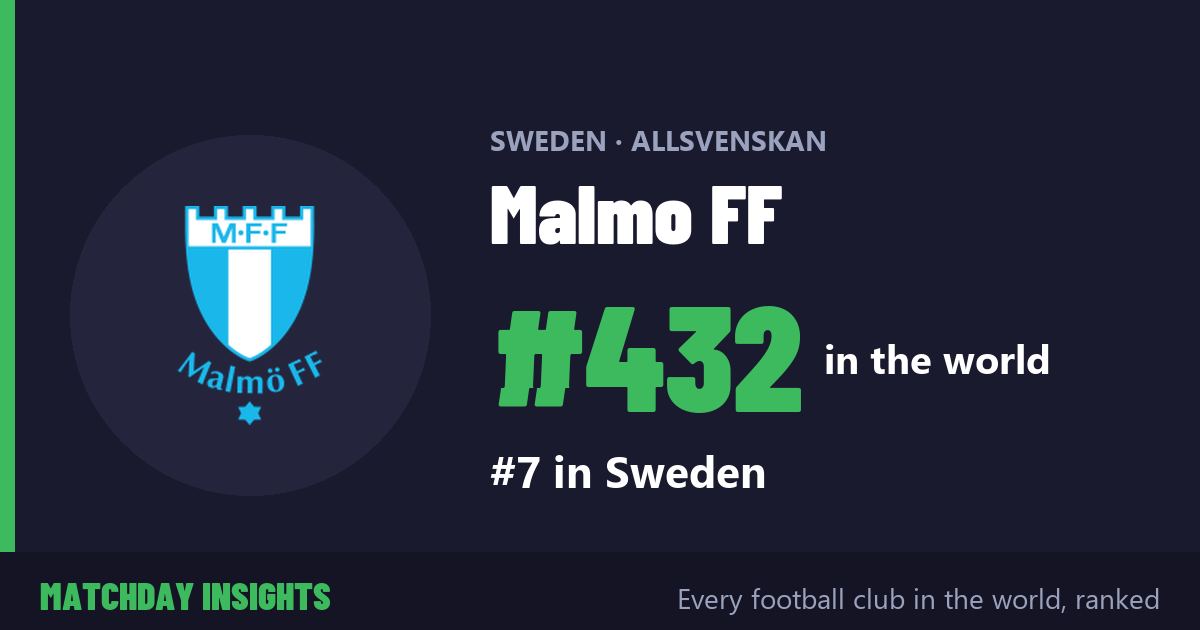 SWEDEN · ALLSVENSKAN
Malmo FF
M·F·F
Malmö FF
#432 in the world
#7 in Sweden
MATCHDAY INSIGHTS
Every football club in the world, ranked